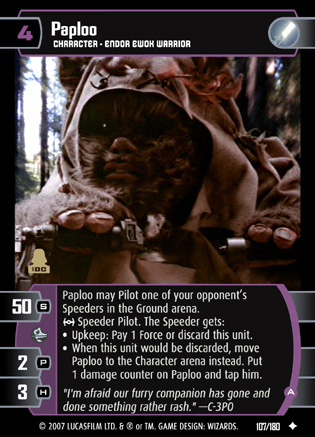 4
Paploo
CHARACTER • ENDOR EWOK WARRIOR
IDC
50 S
2 P
3 H
Paploo may Pilot one of your opponent's
Speeders in the Ground arena.
Speeder Pilot. The Speeder gets:
• Upkeep: Pay 1 Force or discard this unit.
• When this unit would be discarded, move
Paploo to the Character arena instead. Put
1 damage counter on Paploo and tap him.
"I'm afraid our furry companion has gone and
done something rather rash." —C-3PO
A
© 2007 LUCASFILM LTD. & ® or TM. GAME DESIGN: WIZARDS. 107/180